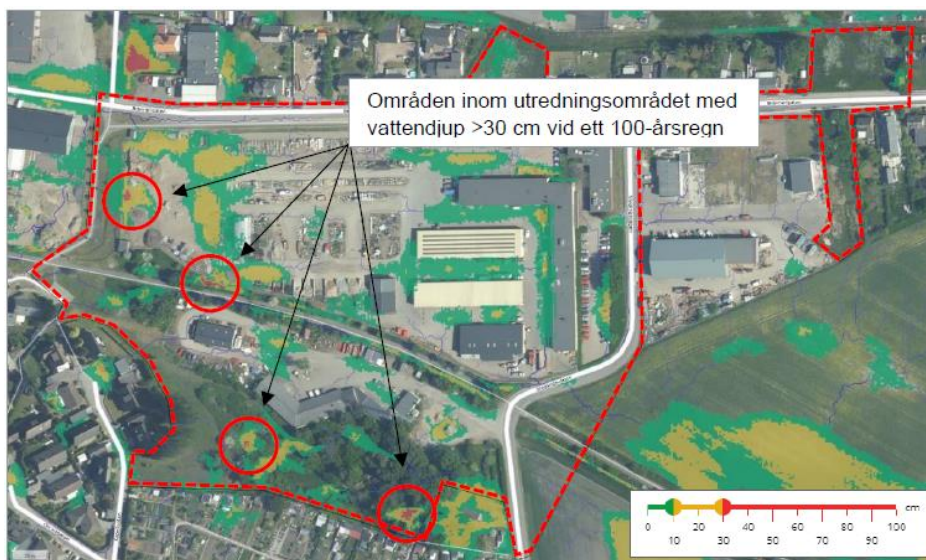 Områden inom utredningsområdet med
vattendjup >30 cm vid ett 100-årsregn
cm
0 20 40 60 80 100
10 30 50 70 90